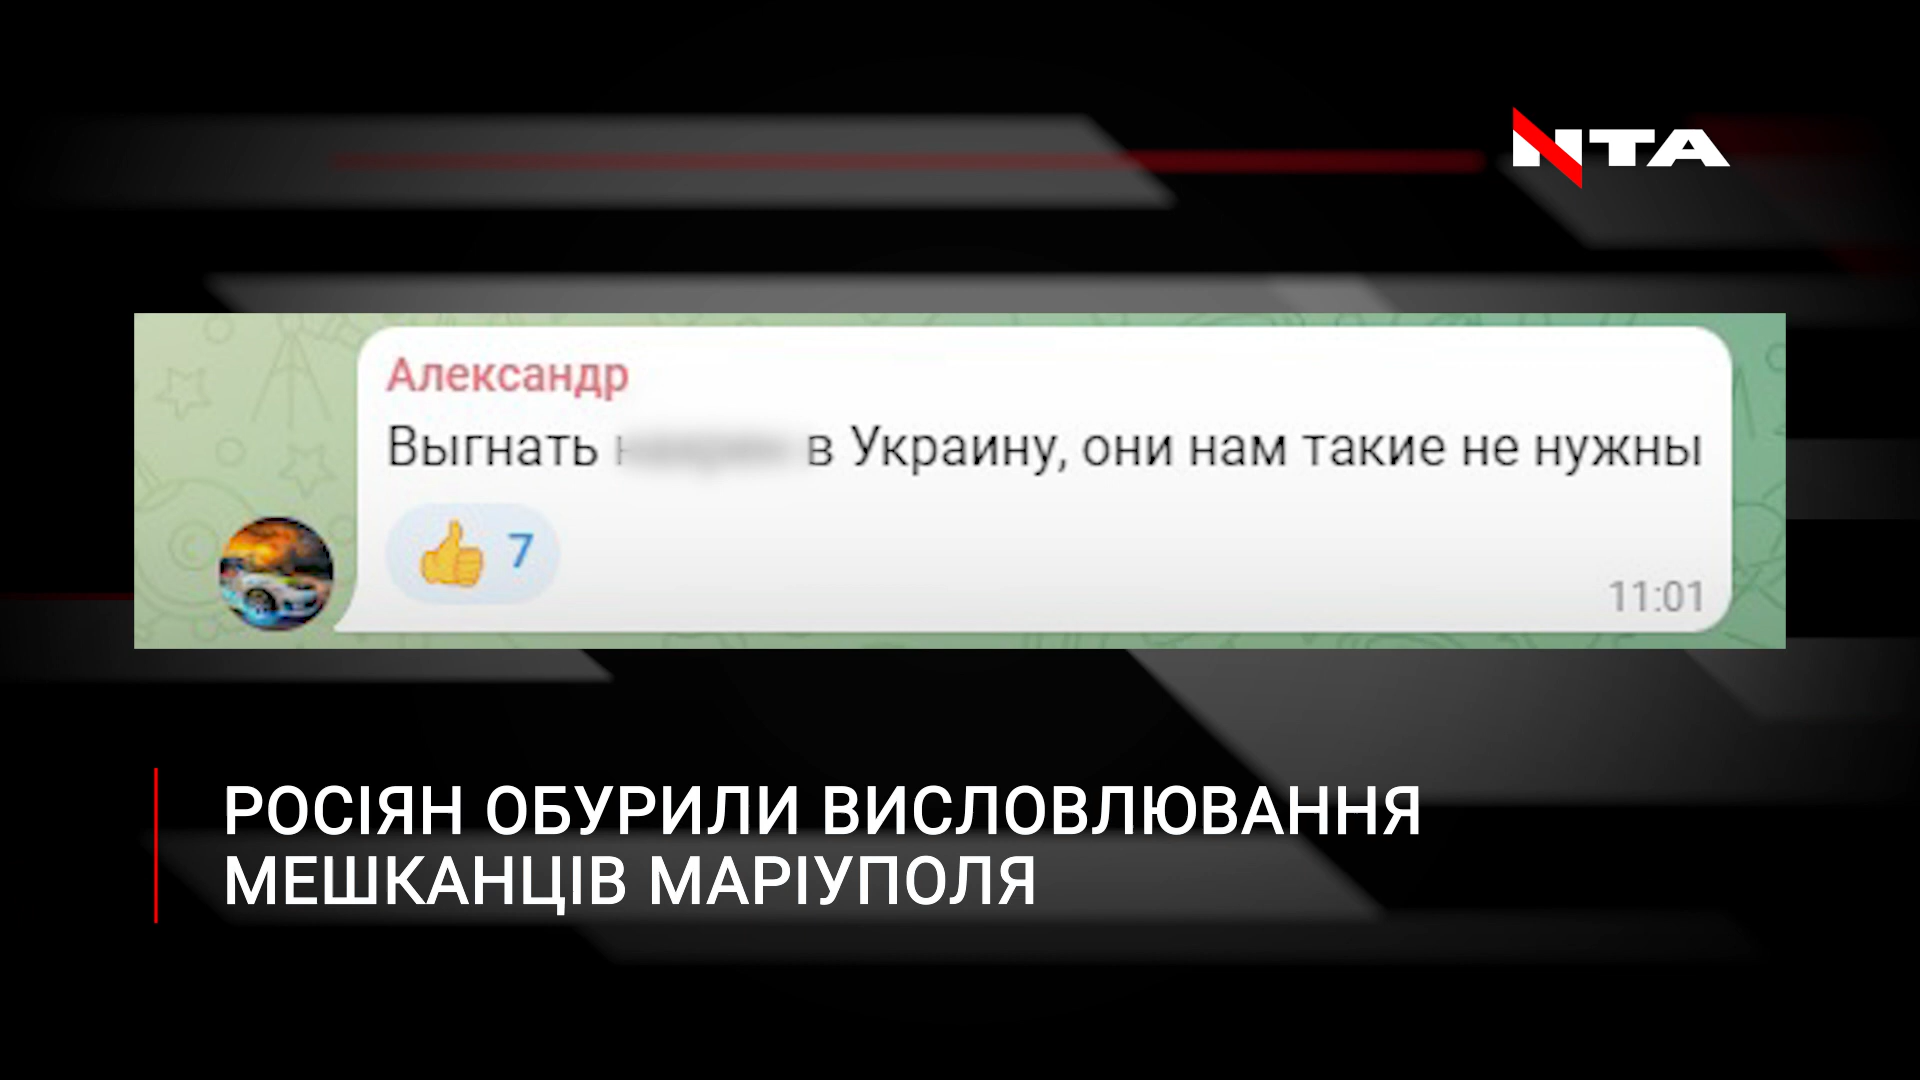 NTA
Александр
Выгнать в Украину, они нам такие не нужны
👍 7
11:01
РОСІЯН ОБУРИЛИ ВИСЛОВЛЮВАННЯ
МЕШКАНЦІВ МАРІУПОЛЯ